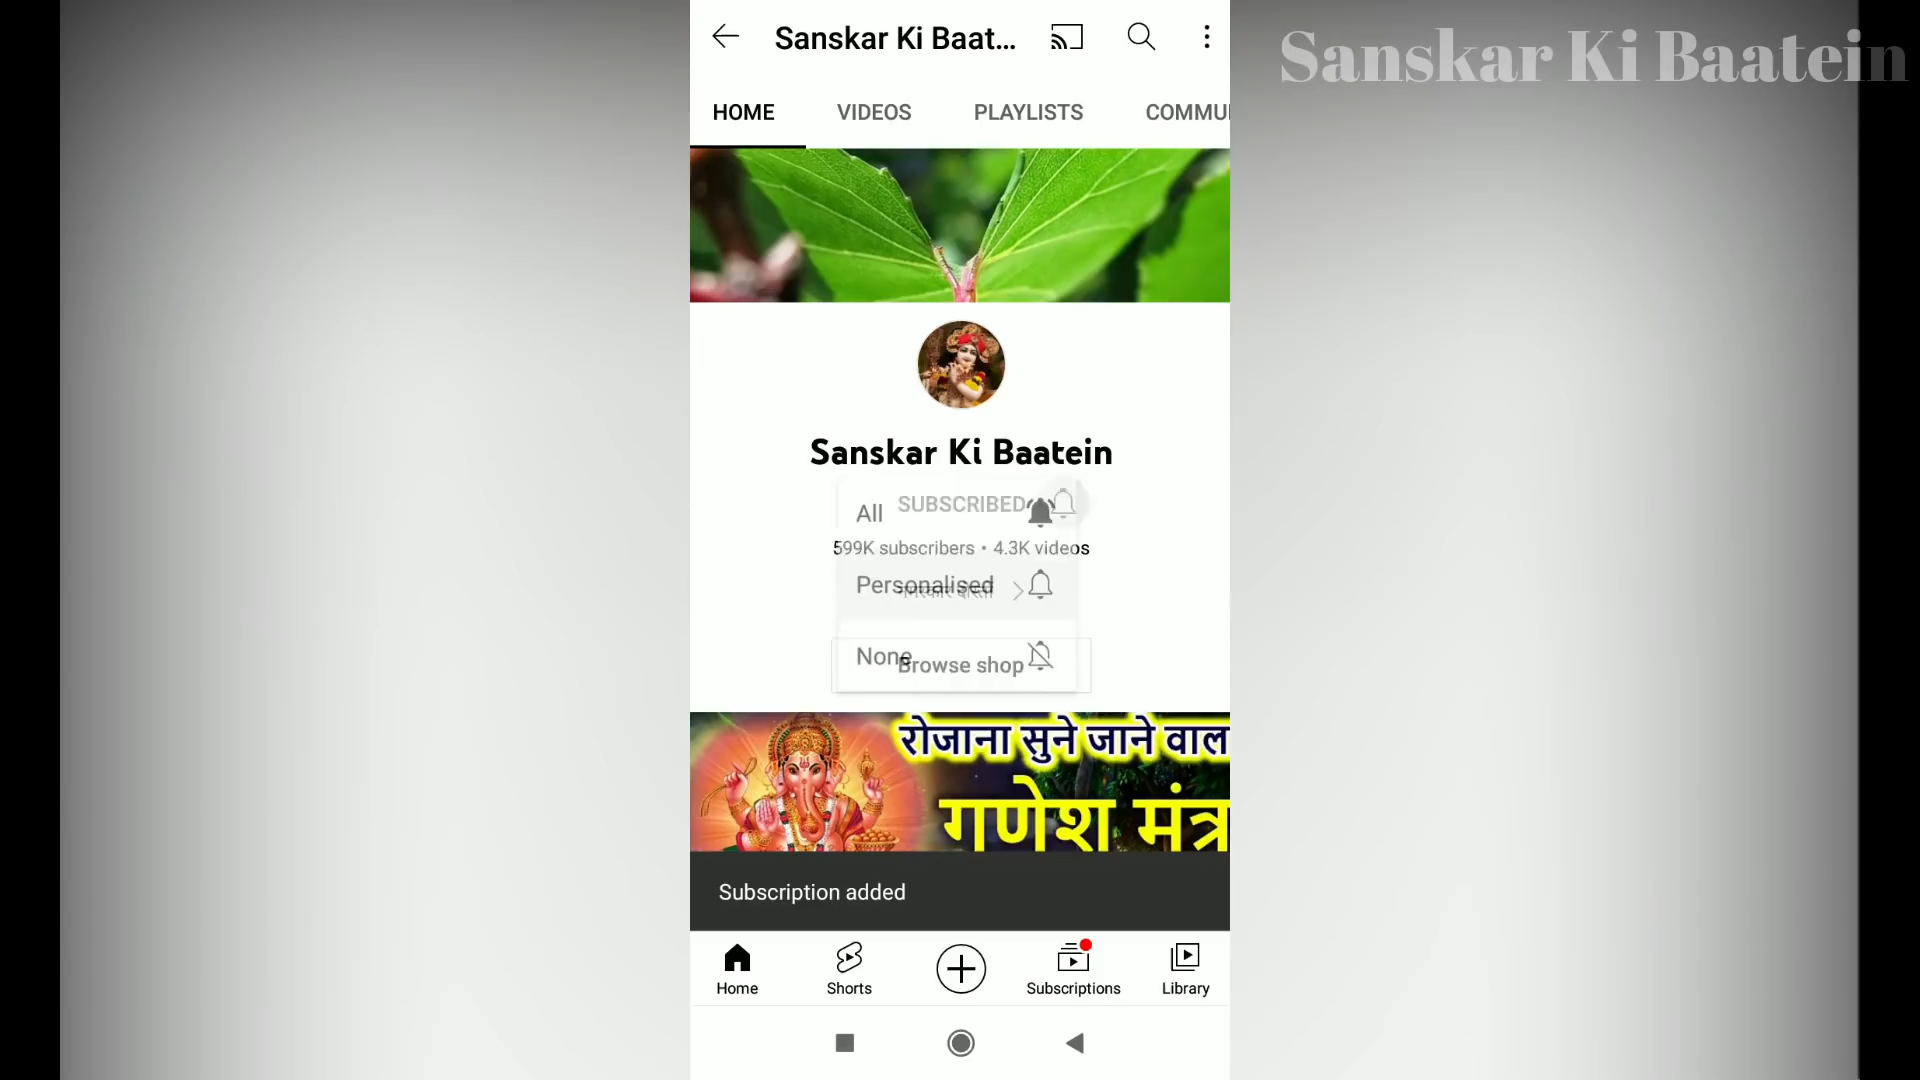 Sanskar Ki Baat...
Sanskar Ki Baatein
HOME VIDEOS PLAYLISTS COMMU
Sanskar Ki Baatein
All SUBSCRIBED
599K subscribers • 4.3K videos
Personalised
None Browse shop
रोजाना सुने जाने वाल
गणेश मंत्र
Subscription added
Home Shorts Subscriptions Library